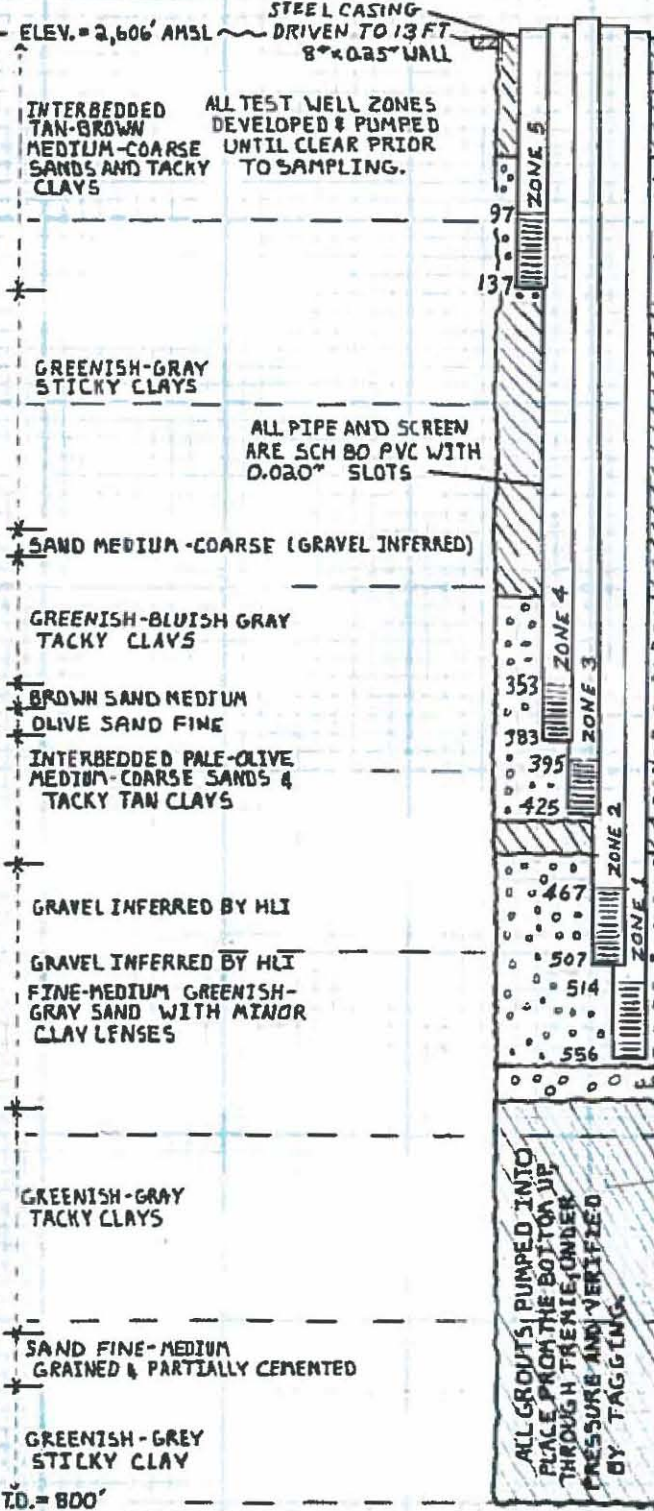 STEEL CASING
DRIVEN TO 13 FT
8" x 0.25" WALL
ELEV. = 2,606' AMSL
INTERBEDDED
TAN-BROWN
MEDIUM-COARSE
SANDS AND TACKY
CLAYS
ALL TEST WELL ZONES
DEVELOPED & PUMPED
UNTIL CLEAR PRIOR
TO SAMPLING.
ZONE 5
97
137
GREENISH-GRAY
STICKY CLAYS
ALL PIPE AND SCREEN
ARE SCH 80 PVC WITH
0.020" SLOTS
SAND MEDIUM-COARSE (GRAVEL INFERRED)
GREENISH-BLUISH GRAY
TACKY CLAYS
ZONE 4
353
383
BROWN SAND MEDIUM
OLIVE SAND FINE
INTERBEDDED PALE-OLIVE
MEDIUM-COARSE SANDS &
TACKY TAN CLAYS
ZONE 3
395
425
ZONE 2
GRAVEL INFERRED BY HLI
467
507
ZONE 1
GRAVEL INFERRED BY HLI
FINE-MEDIUM GREENISH-
GRAY SAND WITH MINOR
CLAY LENSES
514
556
GREENISH-GRAY
TACKY CLAYS
ALL GROUTS PUMPED INTO
PLACE FROM THE BOTTOM UP,
THROUGH TREMIE, UNDER
PRESSURE AND VERIFIED
BY TAGGING.
SAND FINE-MEDIUM
GRAINED & PARTIALLY CEMENTED
GREENISH-GREY
STICKY CLAY
T.D. = 800'